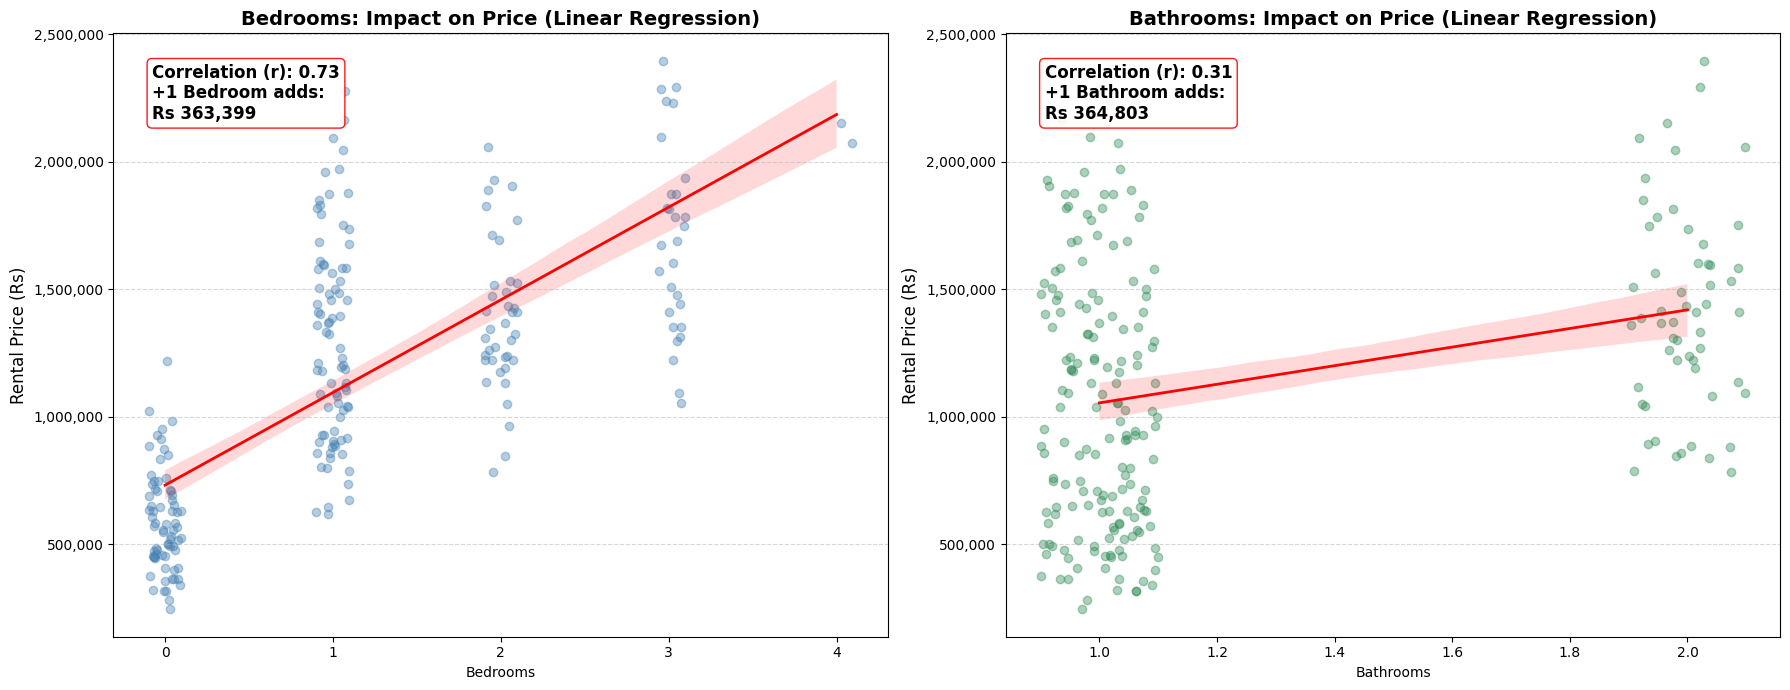 Bedrooms: Impact on Price (Linear Regression)
Correlation (r): 0.73
+1 Bedroom adds:
Rs 363,399
Rental Price (Rs)
2,500,000
2,000,000
1,500,000
1,000,000
500,000
0
1
2
3
4
Bedrooms
Bathrooms: Impact on Price (Linear Regression)
Correlation (r): 0.31
+1 Bathroom adds:
Rs 364,803
Rental Price (Rs)
2,500,000
2,000,000
1,500,000
1,000,000
500,000
1.0
1.2
1.4
1.6
1.8
2.0
Bathrooms